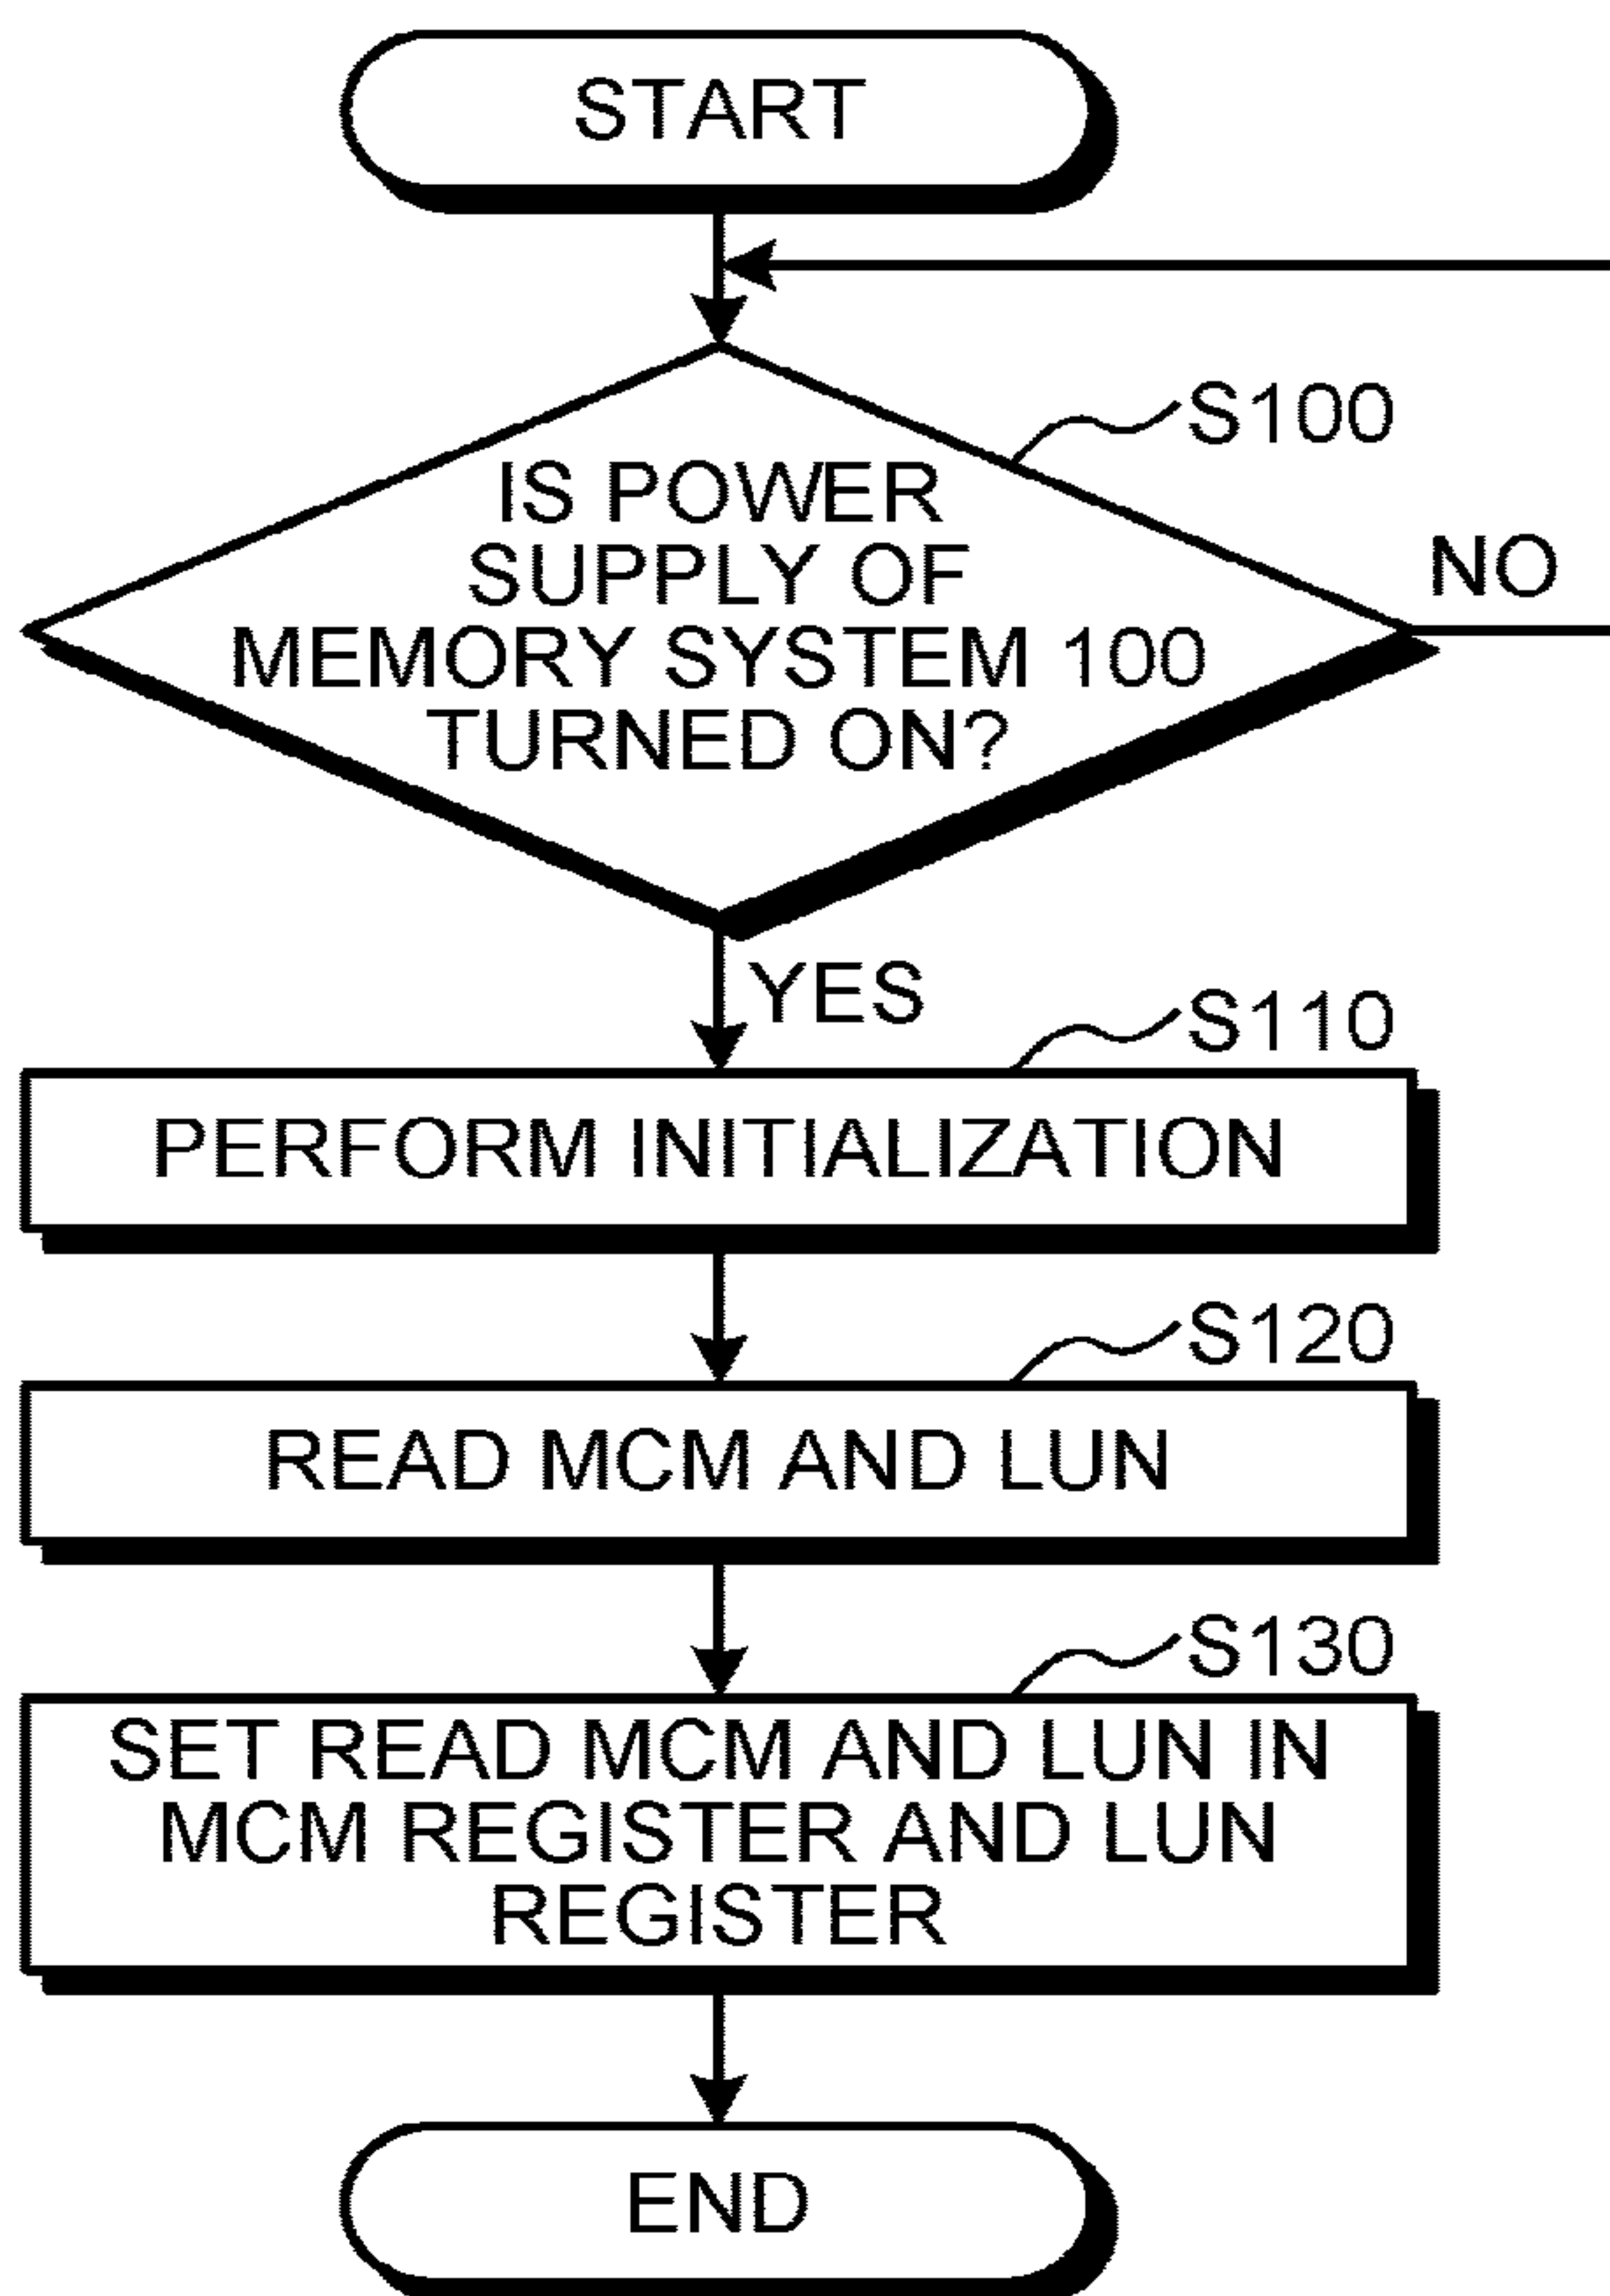 START
S100
IS POWER
SUPPLY OF
MEMORY SYSTEM 100
TURNED ON?
NO
YES
S110
PERFORM INITIALIZATION
S120
READ MCM AND LUN
S130
SET READ MCM AND LUN IN
MCM REGISTER AND LUN
REGISTER
END